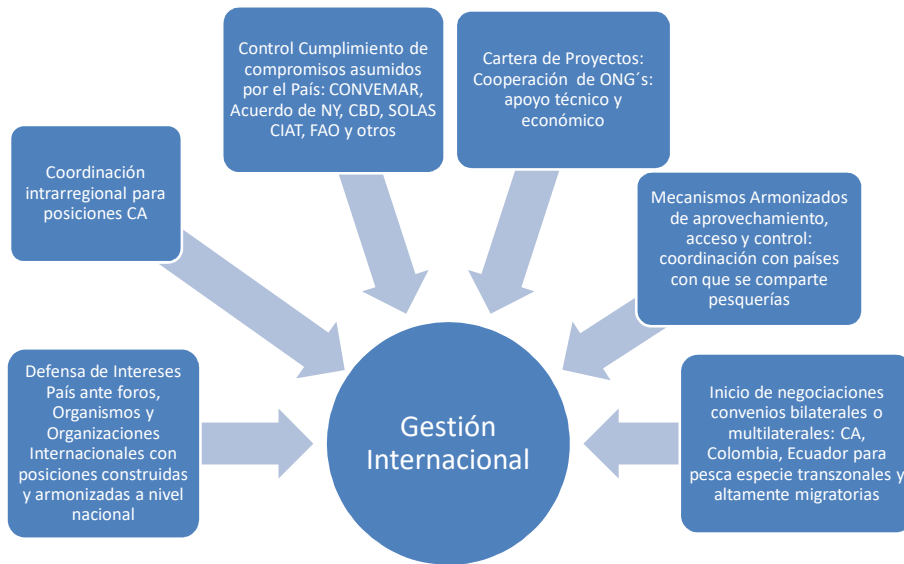 Defensa de Intereses
País ante foros,
Organismos y
Organizaciones
Internacionales con
posiciones construidas
y armonizadas a nivel
nacional
Coordinación
intrarregional para
posiciones CA
Control Cumplimiento de
compromisos asumidos
por el País: CONVEMAR,
Acuerdo de NY, CBD, SOLAS
CIAT, FAO y otros
Cartera de Proyectos:
Cooperación de ONG´s:
apoyo técnico y
económico
Mecanismos Armonizados
de aprovechamiento,
acceso y control:
coordinación con países
con que se comparte
pesquerías
Inicio de negociaciones
convenios bilaterales o
multilaterales: CA,
Colombia, Ecuador para
pesca especie transzonales y
altamente migratorias
Gestión
Internacional